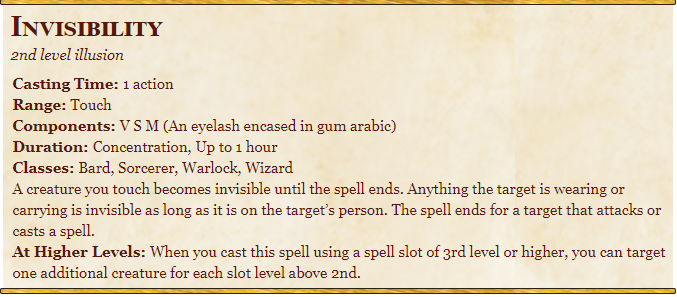 Invisibility
2nd level illusion
Casting Time: 1 action
Range: Touch
Components: V S M (An eyelash encased in gum arabic)
Duration: Concentration, Up to 1 hour
Classes: Bard, Sorcerer, Warlock, Wizard
A creature you touch becomes invisible until the spell ends. Anything the target is wearing or
carrying is invisible as long as it is on the target’s person. The spell ends for a target that attacks or
casts a spell.
At Higher Levels: When you cast this spell using a spell slot of 3rd level or higher, you can target
one additional creature for each slot level above 2nd.